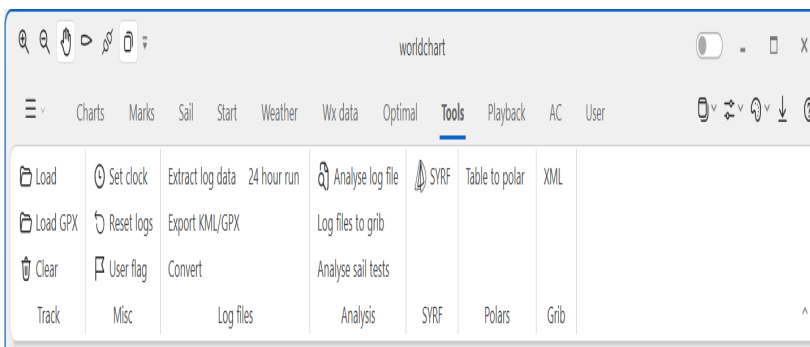 worldchart
Charts Marks Sail Start Weather Wx data Optimal Tools Playback AC User
Load Set clock Extract log data 24 hour run Analyse log file SYRF Table to polar XML
Load GPX Reset logs Export KML/GPX Log files to grib
Clear User flag Convert Analyse sail tests
Track Misc Log files Analysis SYRF Polars Grib